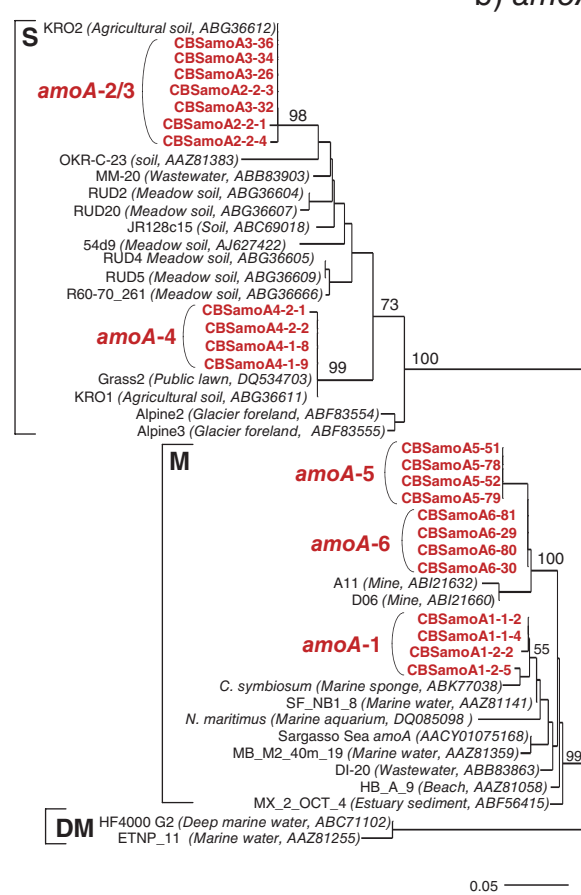 b) amoA
S
KRO2 (Agricultural soil, ABG36612)
CBSamoA3-36
CBSamoA3-34
CBSamoA3-26
amoA-2/3
CBSamoA2-2-3
CBSamoA3-32
CBSamoA2-2-1
98
CBSamoA2-2-4
OKR-C-23 (soil, AAZ81383)
MM-20 (Wastewater, ABB83903)
RUD2 (Meadow soil, ABG36604)
RUD20 (Meadow soil, ABG36607)
JR128c15 (Soil, ABC69018)
54d9 (Meadow soil, AJ627422)
RUD4 Meadow soil, ABG36605)
RUD5 (Meadow soil, ABG36609)
R60-70_261 (Meadow soil, ABG36666)
73
CBSamoA4-2-1
CBSamoA4-2-2
amoA-4
CBSamoA4-1-8
CBSamoA4-1-9
99
100
Grass2 (Public lawn, DQ534703)
KRO1 (Agricultural soil, ABG36611)
Alpine2 (Glacier foreland, ABF83554)
Alpine3 (Glacier foreland, ABF83555)
M
CBSamoA5-51
CBSamoA5-78
amoA-5
CBSamoA5-52
CBSamoA5-79
CBSamoA6-81
CBSamoA6-29
amoA-6
CBSamoA6-80
CBSamoA6-30
100
A11 (Mine, ABI21632)
D06 (Mine, ABI21660)
CBSamoA1-1-2
CBSamoA1-1-4
amoA-1
CBSamoA1-2-2
55
CBSamoA1-2-5
C. symbiosum (Marine sponge, ABK77038)
SF_NB1_8 (Marine water, AAZ81141)
N. maritimus (Marine aquarium, DQ085098 )
Sargasso Sea amoA (AACY01075168)
MB_M2_40m_19 (Marine water, AAZ81359)
99
DI-20 (Wastewater, ABB83863)
HB_A_9 (Beach, AAZ81058)
MX_2_OCT_4 (Estuary sediment, ABF56415)
DM
HF4000 G2 (Deep marine water, ABC71102)
ETNP_11 (Marine water, AAZ81255)
0.05